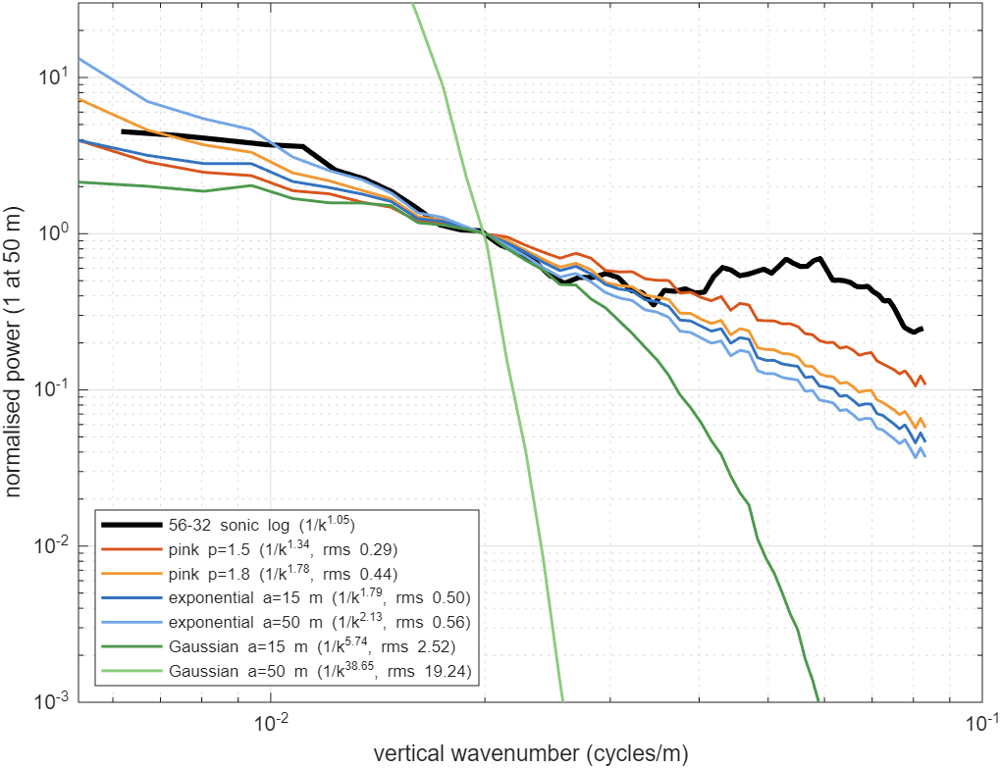 10^1
10^0
10^-1
10^-2
10^-3
normalised power (1 at 50 m)
56-32 sonic log (1/k^1.05)
pink p=1.5 (1/k^1.34, rms 0.29)
pink p=1.8 (1/k^1.78, rms 0.44)
exponential a=15 m (1/k^1.79, rms 0.50)
exponential a=50 m (1/k^2.13, rms 0.56)
Gaussian a=15 m (1/k^5.74, rms 2.52)
Gaussian a=50 m (1/k^38.65, rms 19.24)
10^-2
10^-1
vertical wavenumber (cycles/m)